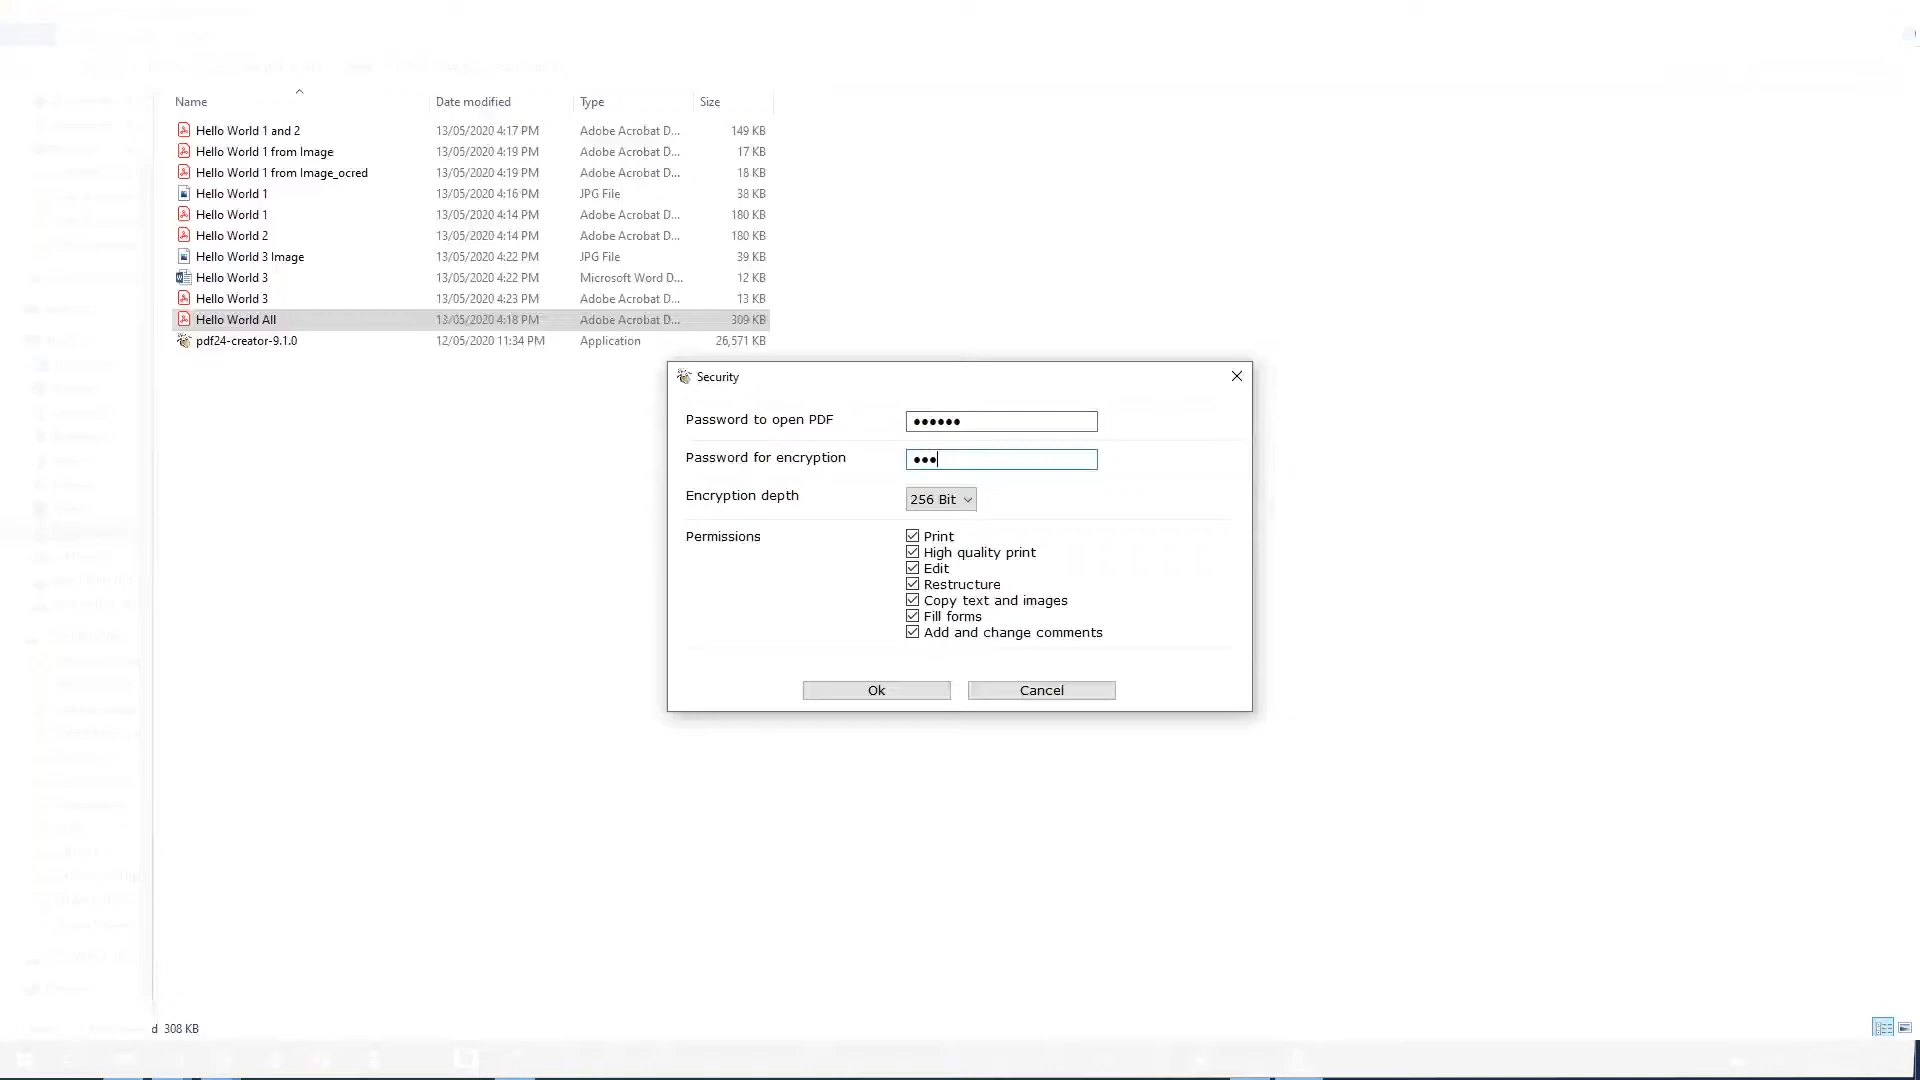 Name Date modified Type Size
Hello World 1 and 2 13/05/2020 4:17 PM Adobe Acrobat D... 149 KB
Hello World 1 from Image 13/05/2020 4:19 PM Adobe Acrobat D... 17 KB
Hello World 1 from Image_ocred 13/05/2020 4:19 PM Adobe Acrobat D... 18 KB
Hello World 1 13/05/2020 4:16 PM JPG File 38 KB
Hello World 1 13/05/2020 4:14 PM Adobe Acrobat D... 180 KB
Hello World 2 13/05/2020 4:14 PM Adobe Acrobat D... 180 KB
Hello World 3 Image 13/05/2020 4:22 PM JPG File 39 KB
Hello World 3 13/05/2020 4:22 PM Microsoft Word D... 12 KB
Hello World 3 13/05/2020 4:23 PM Adobe Acrobat D... 13 KB
Hello World All 13/05/2020 4:18 PM Adobe Acrobat D... 309 KB
pdf24-creator-9.1.0 12/05/2020 11:34 PM Application 26,571 KB
Security
Password to open PDF ●●●●●●
Password for encryption ●●●
Encryption depth 256 Bit
Permissions Print
High quality print
Edit
Restructure
Copy text and images
Fill forms
Add and change comments
Ok Cancel
d 308 KB